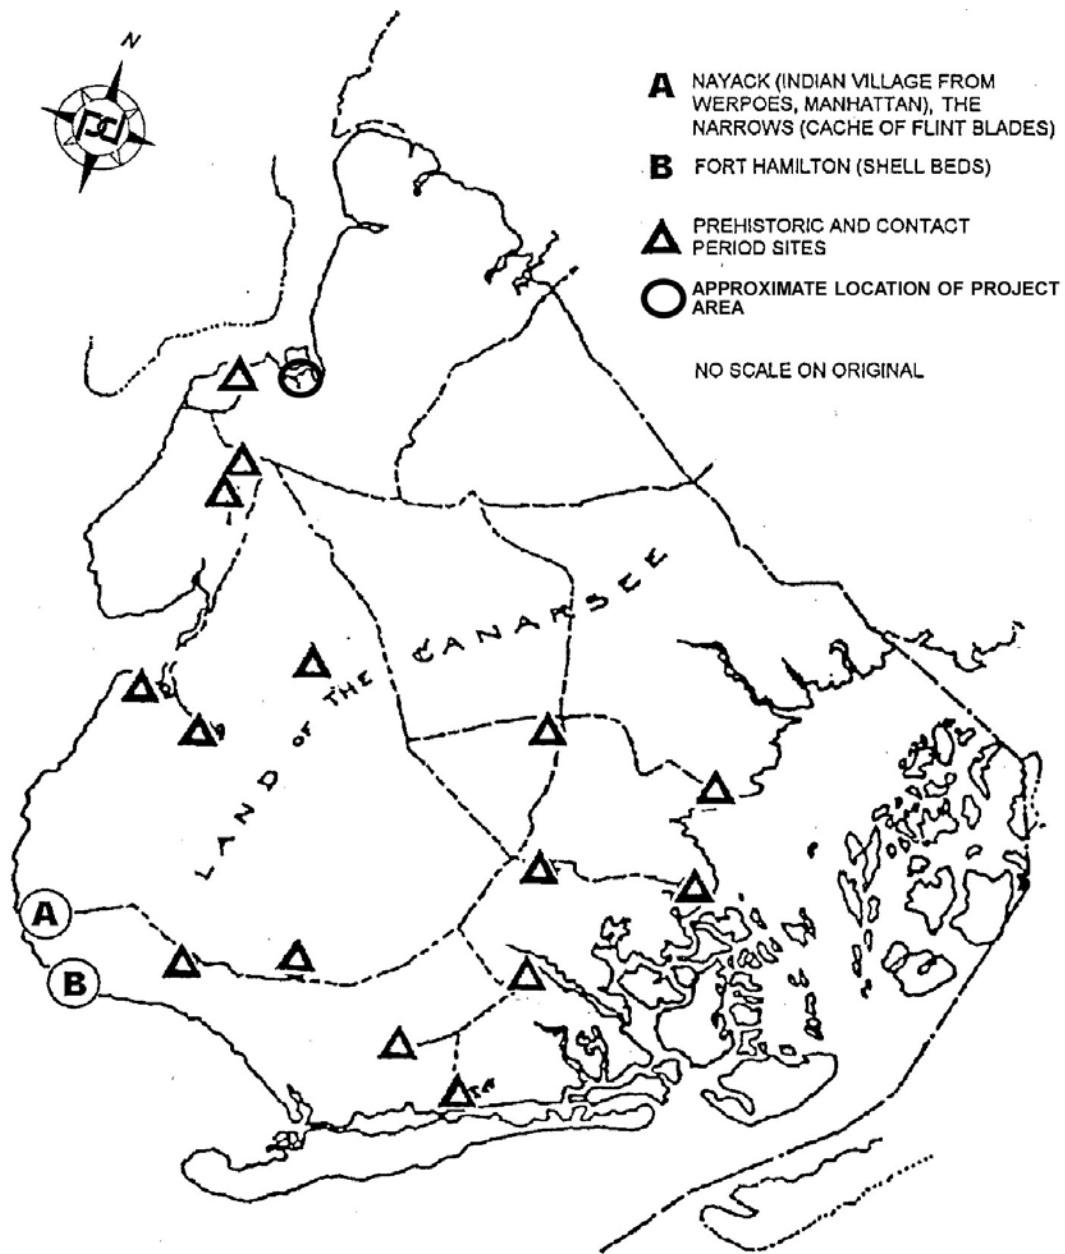 N
A NAYACK (INDIAN VILLAGE FROM
WERPOES, MANHATTAN), THE
NARROWS (CACHE OF FLINT BLADES)
B FORT HAMILTON (SHELL BEDS)
PREHISTORIC AND CONTACT
PERIOD SITES
APPROXIMATE LOCATION OF PROJECT
AREA
NO SCALE ON ORIGINAL
LAND OF THE CANARSEE
A
B